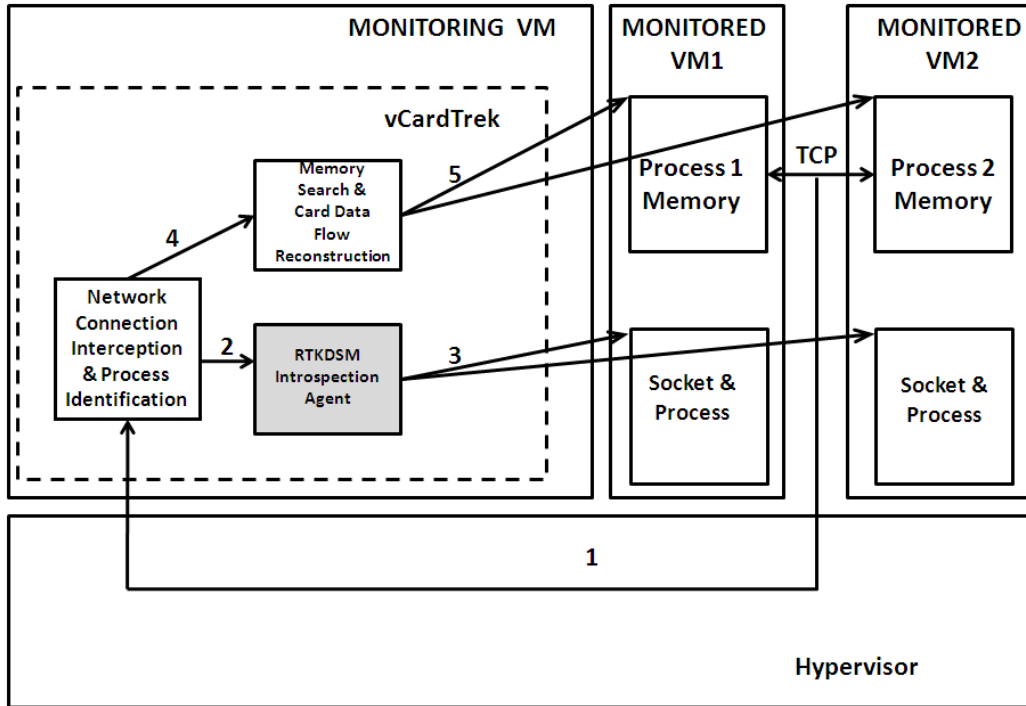 MONITORING VM
MONITORED
VM1
MONITORED
VM2
vCardTrek
Memory
Search &
Card Data
Flow
Reconstruction
5
Process 1
Memory
TCP
Process 2
Memory
4
Network
Connection
Interception
& Process
Identification
2
RTKDSM
Introspection
Agent
3
Socket &
Process
Socket &
Process
1
Hypervisor